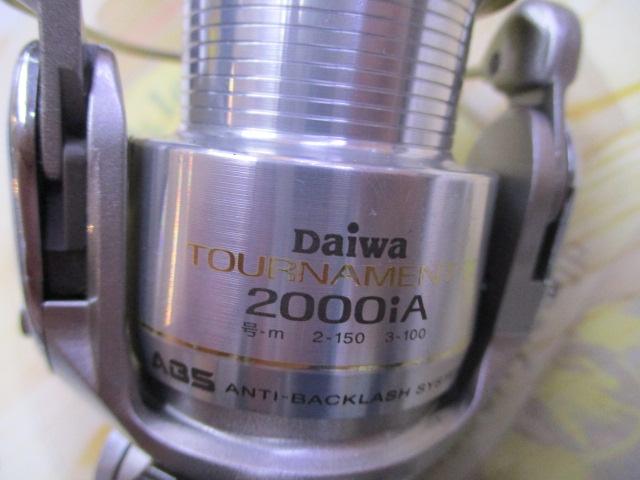 Daiwa
TOURNAMENT
2000iA
号-m 2-150 3-100
ABS ANTI-BACKLASH